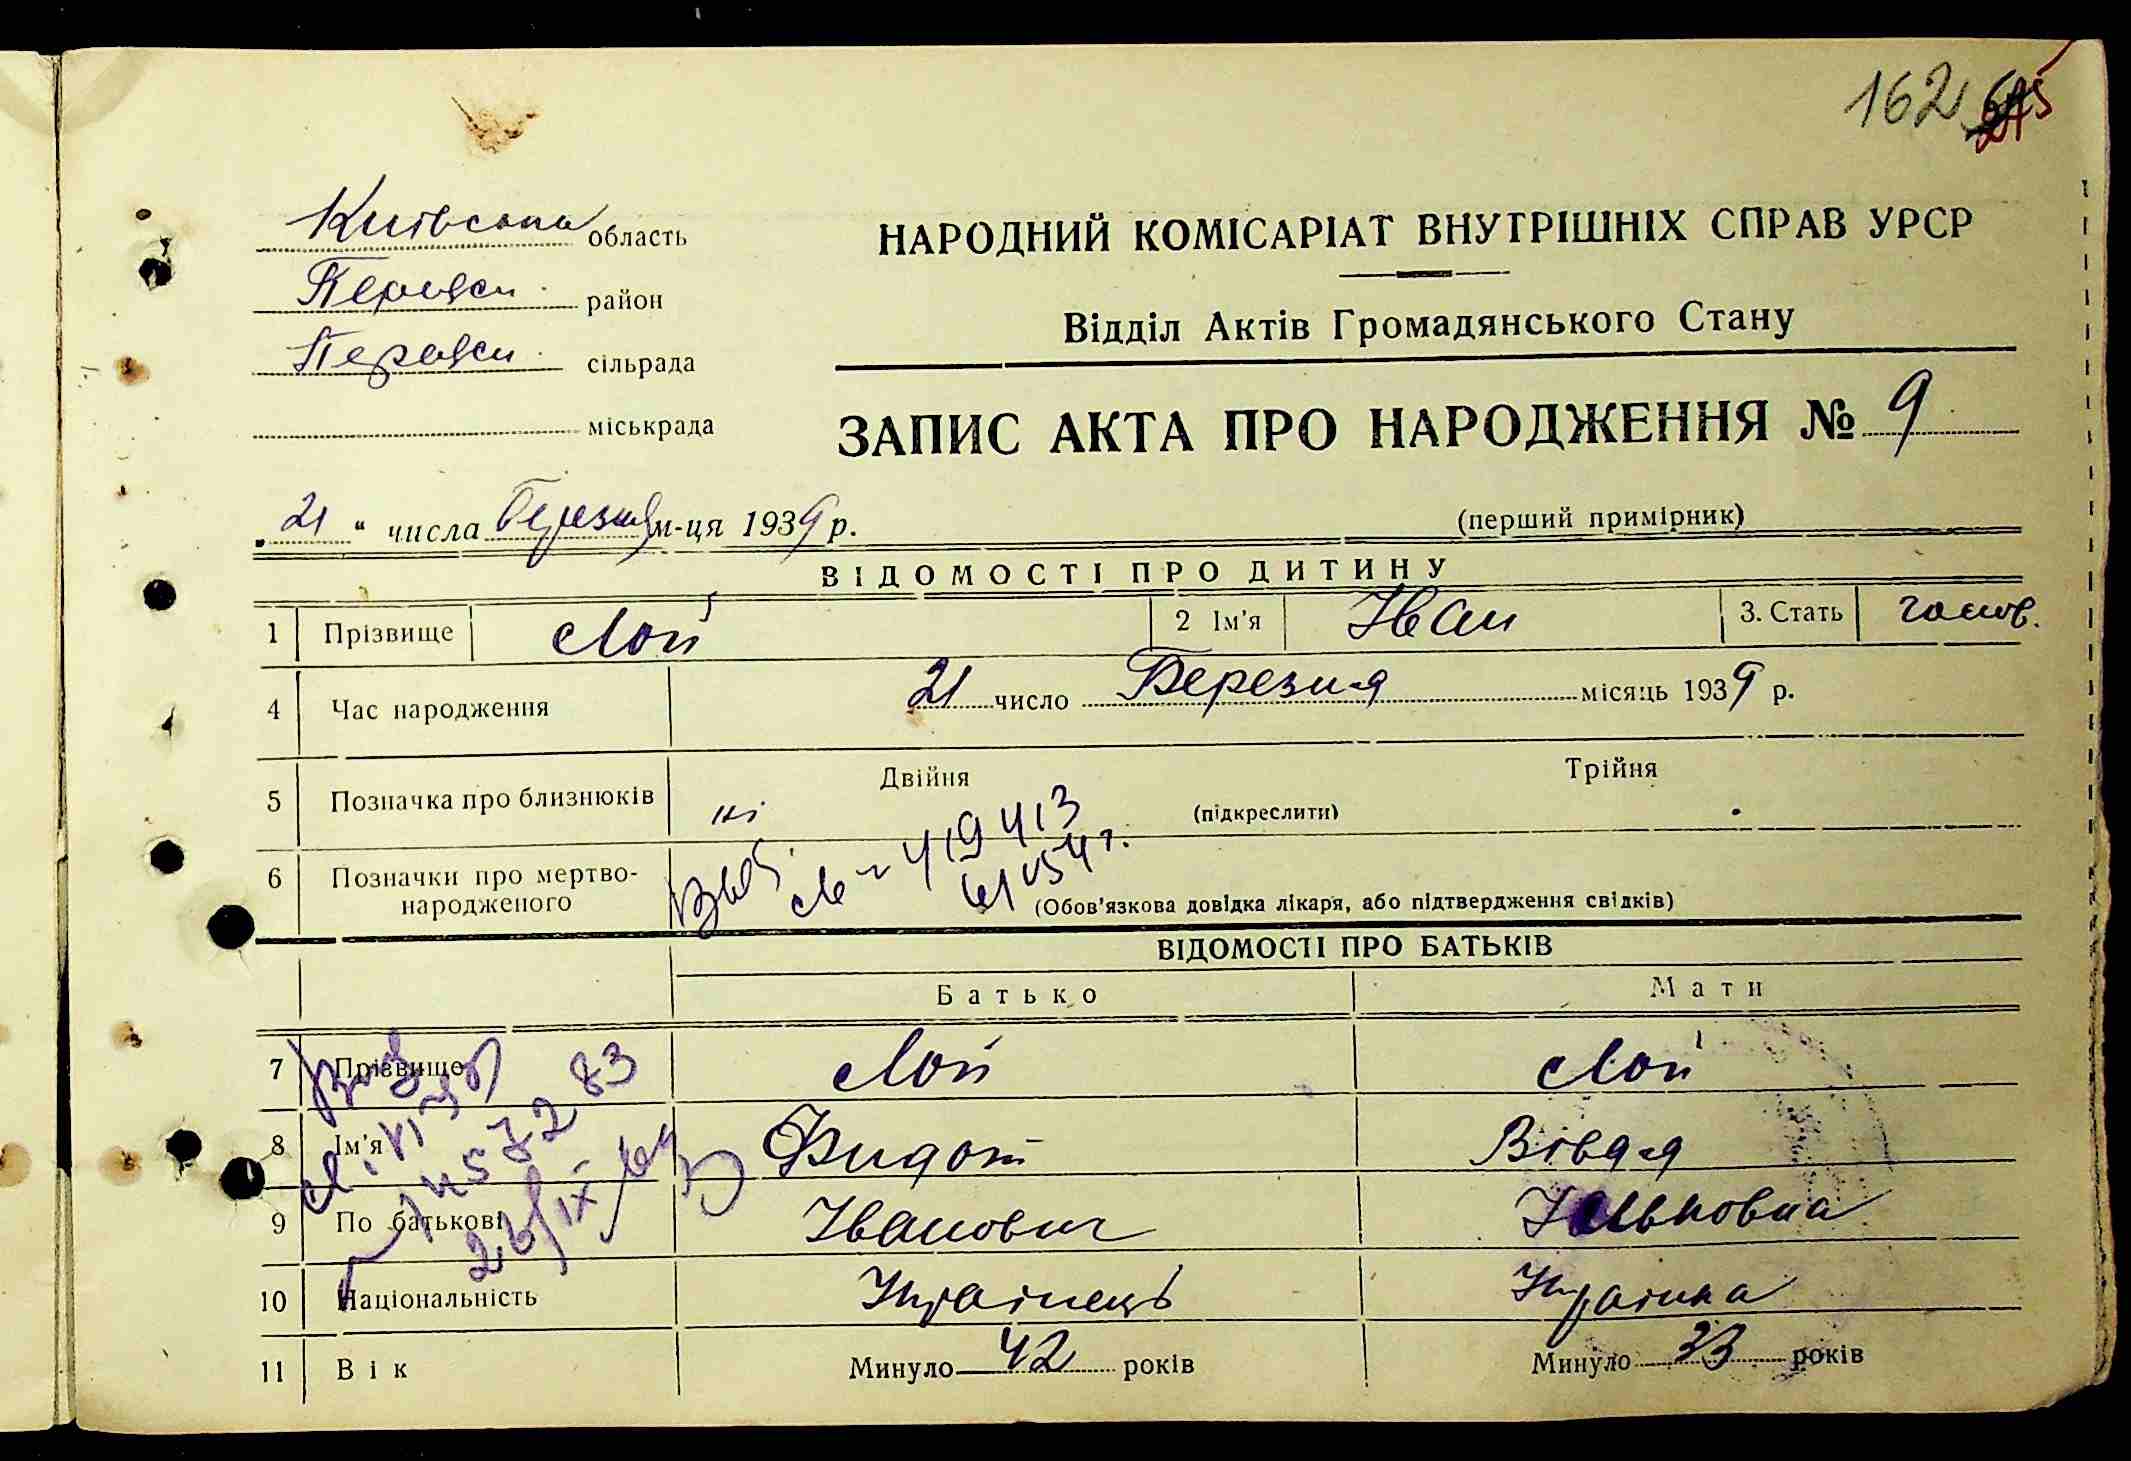 162
Київська область
НАРОДНИЙ КОМІСАРІАТ ВНУТРІШНІХ СПРАВ УРСР
район
Відділ Актів Громадянського Стану
сільрада
міськрада
ЗАПИС АКТА ПРО НАРОДЖЕННЯ № 9
„21“ числа Березня м-ця 1939 р.
(перший примірник)
ВІДОМОСТІ ПРО ДИТИНУ
1 Прізвище Лой 2 Ім'я Іван 3. Стать
4 Час народження 21 число Березня місяць 1939 р.
5 Позначка про близнюків ні Двійня (підкреслити) Трійня
6 Позначки про мертво-
народженого (Обов'язкова довідка лікаря, або підтвердження свідків)
ВІДОМОСТІ ПРО БАТЬКІВ
Батько Мати
7 Прізвище Лой Лой
8 Ім'я Федот
9 По батькові Іванович
10 Національність Українець Українка
11 Вік Минуло 42 років Минуло 33 років